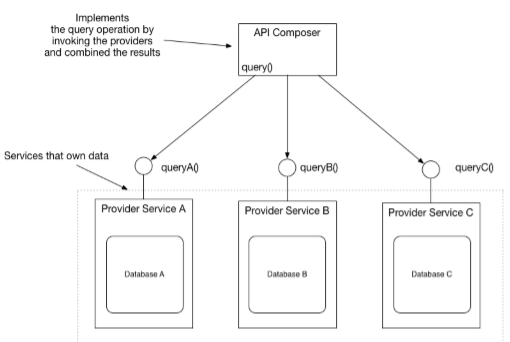 Implements
the query operation by
invoking the providers
and combined the results
API Composer
query()
Services that own data
queryA()
queryB()
queryC()
Provider Service A
Provider Service B
Provider Service C
Database A
Database B
Database C